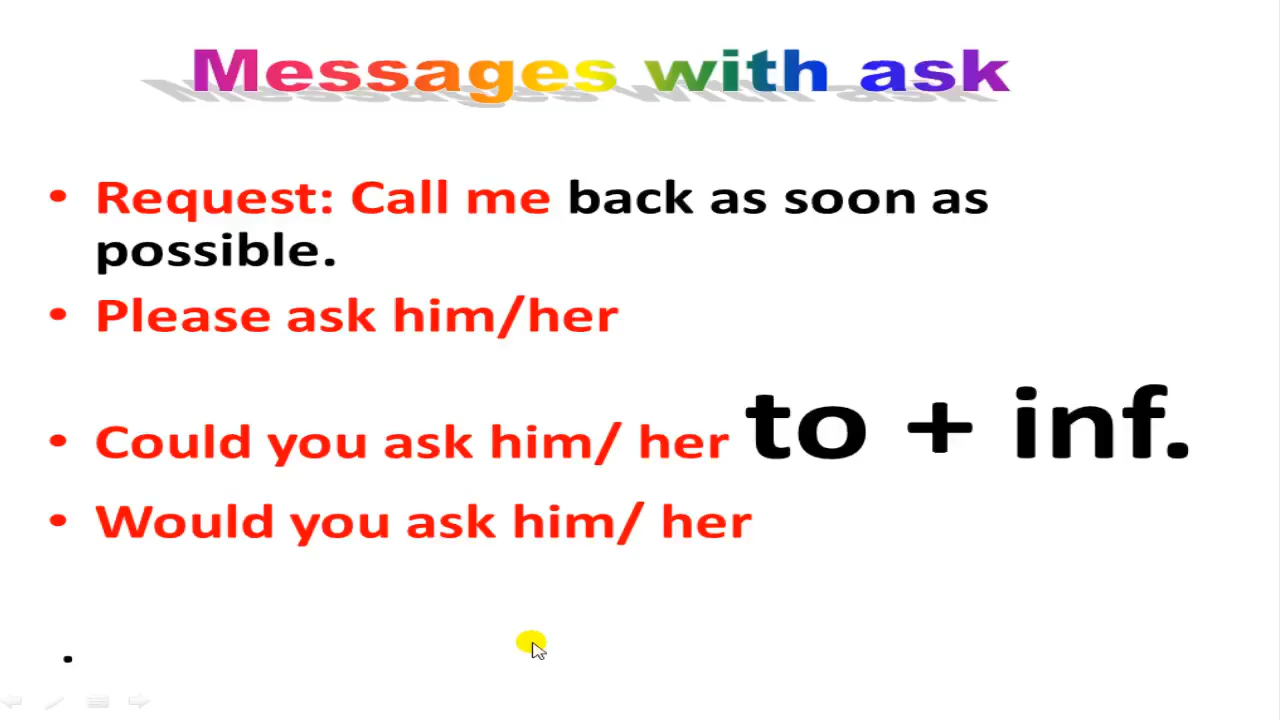 Messages with ask
• Request: Call me back as soon as
possible.
• Please ask him/her
• Could you ask him/ her to + inf.
• Would you ask him/ her
.